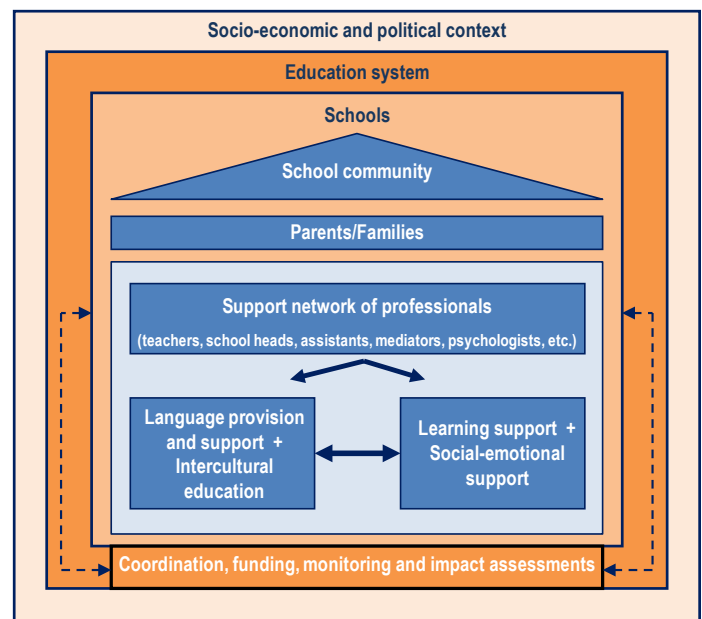 Socio-economic and political context
Education system
Schools
School community
Parents/Families
Support network of professionals
(teachers, school heads, assistants, mediators, psychologists, etc.)
Language provision
and support +
Intercultural
education
Learning support +
Social-emotional
support
Coordination, funding, monitoring and impact assessments